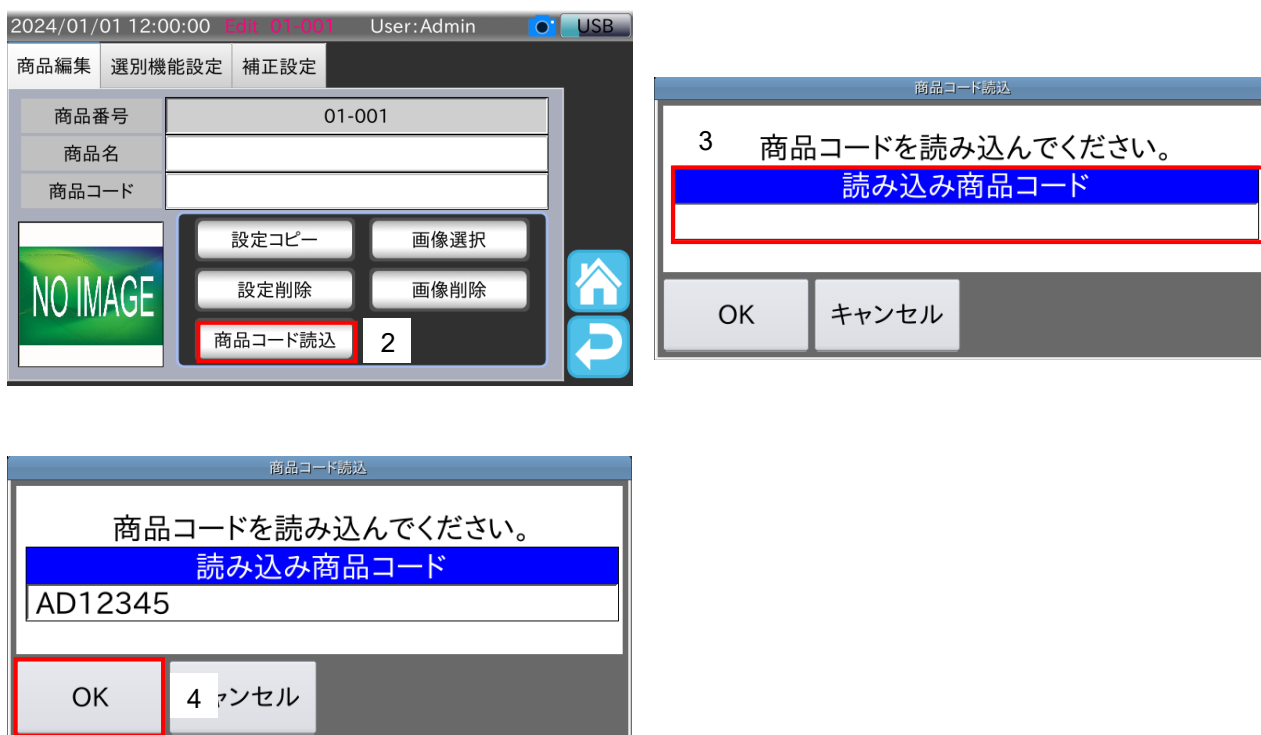 2024/01/01 12:00:00 Edit 01-001 User:Admin USB
商品編集 選別機能設定 補正設定
商品番号 01-001
商品名
商品コード
設定コピー 画像選択
NO IMAGE
設定削除 画像削除
商品コード読込 2
商品コード読込
3 商品コードを読み込んでください。
読み込み商品コード
OK キャンセル
商品コード読込
商品コードを読み込んでください。
読み込み商品コード
AD12345
OK 4 ャンセル